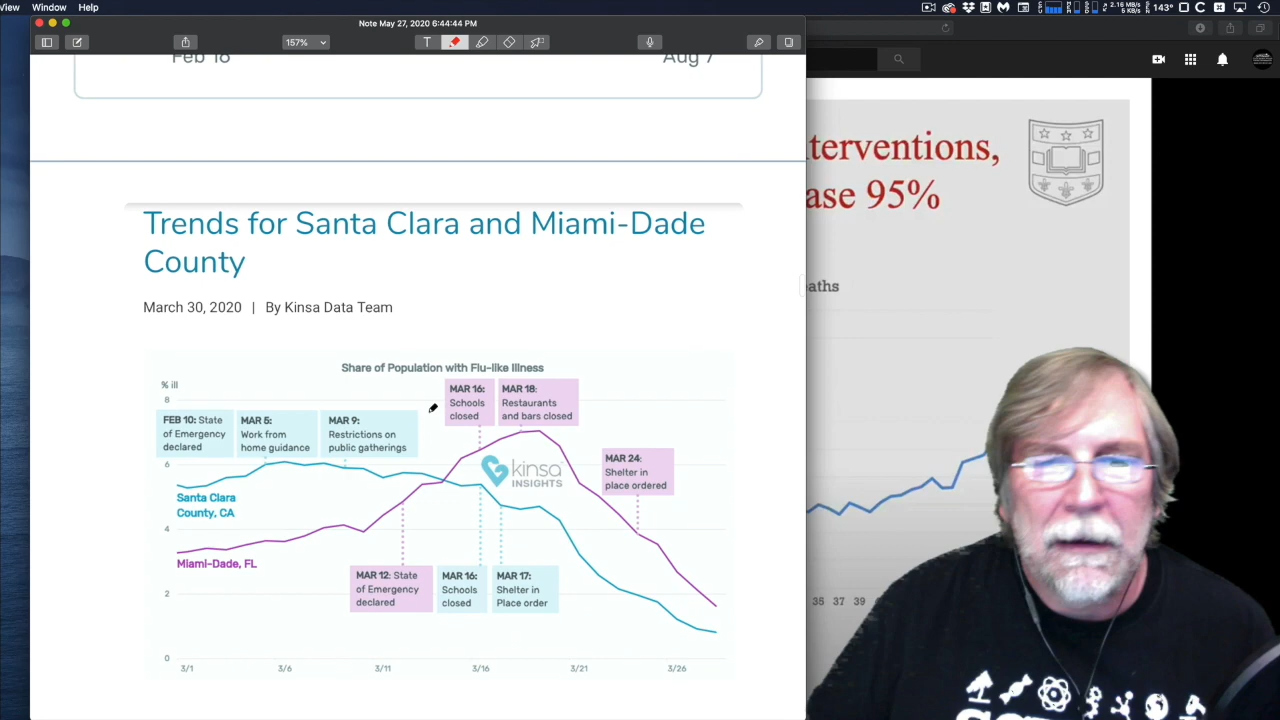 View Window Help
2.16 MB/s
5 KB/s
143°
Note May 27, 2020 6:44:44 PM
157%
T
Feb 18
Aug 7
Trends for Santa Clara and Miami-Dade
County
March 30, 2020 | By Kinsa Data Team
Share of Population with Flu-like Illness
% ill
8
6
4
2
0
FEB 10: State
of Emergency
declared
MAR 5:
Work from
home guidance
MAR 9:
Restrictions on
public gatherings
MAR 16:
Schools
closed
MAR 18:
Restaurants
and bars closed
MAR 24:
Shelter in
place ordered
kinsa
INSIGHTS
Santa Clara
County, CA
Miami-Dade, FL
MAR 12: State
of Emergency
declared
MAR 16:
Schools
closed
MAR 17:
Shelter in
Place order
3/1 3/6 3/11 3/16 3/21 3/26
terventions,
ase 95%
aths
35 37 39